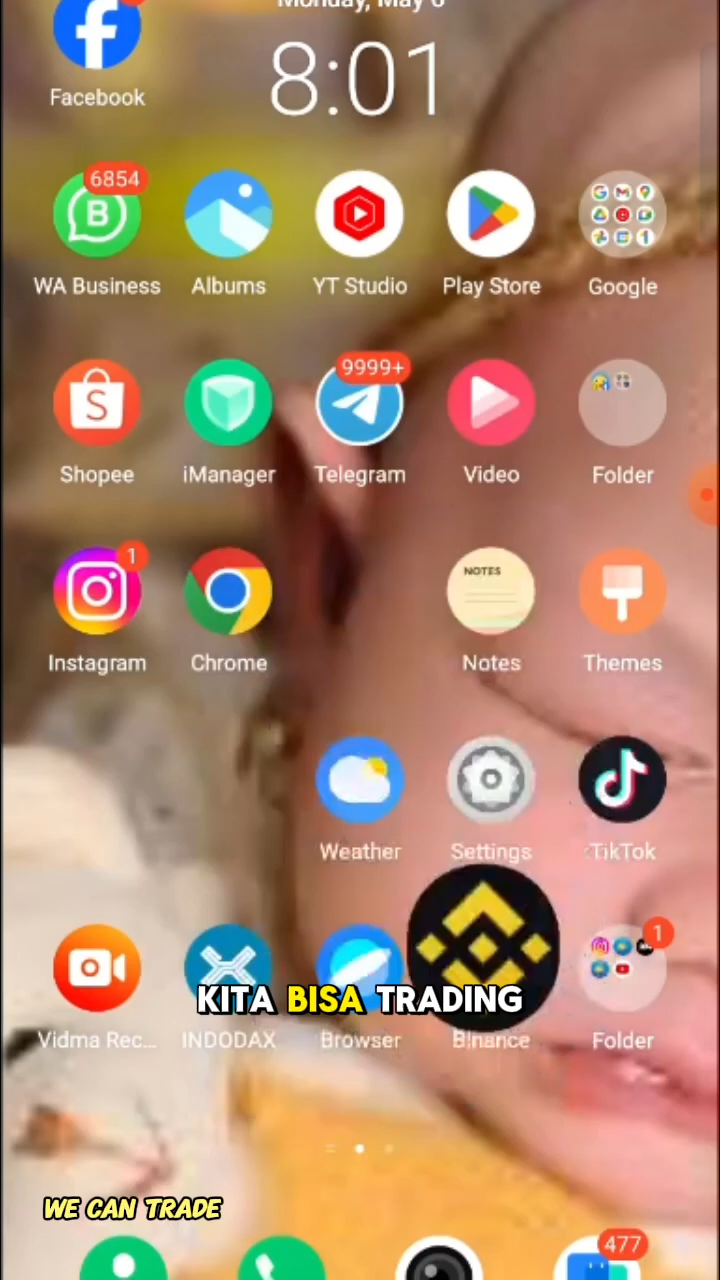 Monday, May 6
8:01
Facebook
6854
WA Business
Albums
YT Studio
Play Store
Google
9999+
Shopee
iManager
Telegram
Video
Folder
1
NOTES
Instagram
Chrome
Notes
Themes
Weather
Settings
TikTok
1
KITA BISA TRADING
Vidma Rec...
INDODAX
Browser
Binance
Folder
WE CAN TRADE
477